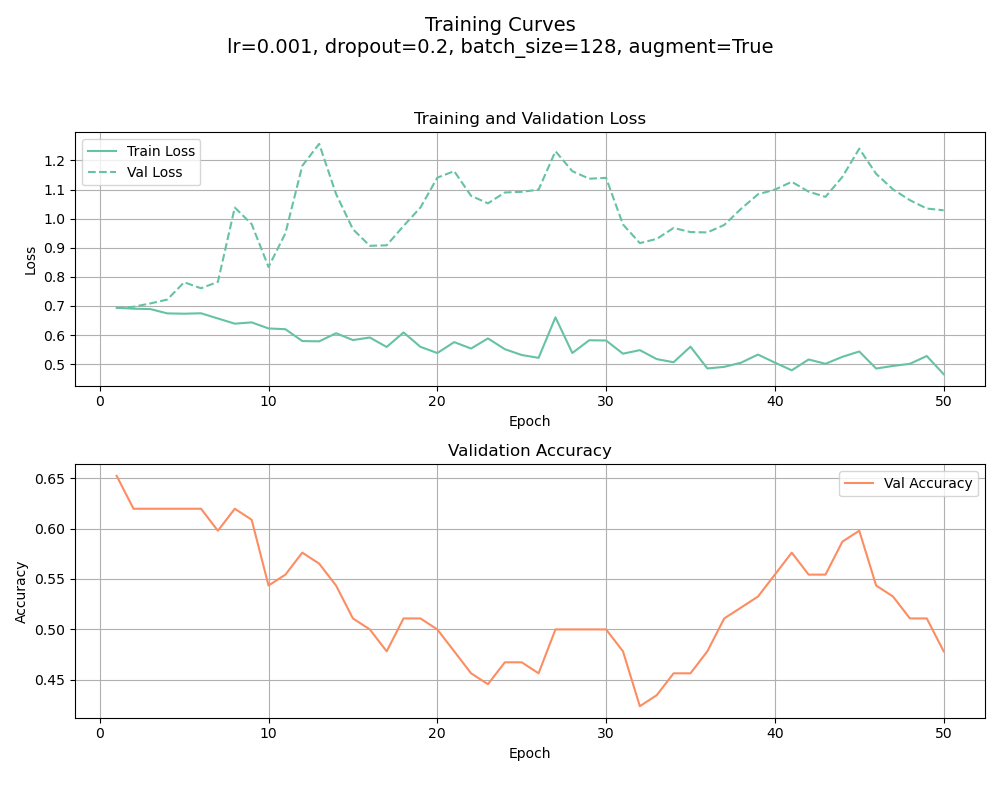 Training Curves
lr=0.001, dropout=0.2, batch_size=128, augment=True
Training and Validation Loss
Train Loss
Val Loss
1.2
1.1
1.0
0.9
0.8
0.7
0.6
0.5
Loss
0 10 20 30 40 50
Epoch
Validation Accuracy
Val Accuracy
0.65
0.60
0.55
0.50
0.45
Accuracy
0 10 20 30 40 50
Epoch